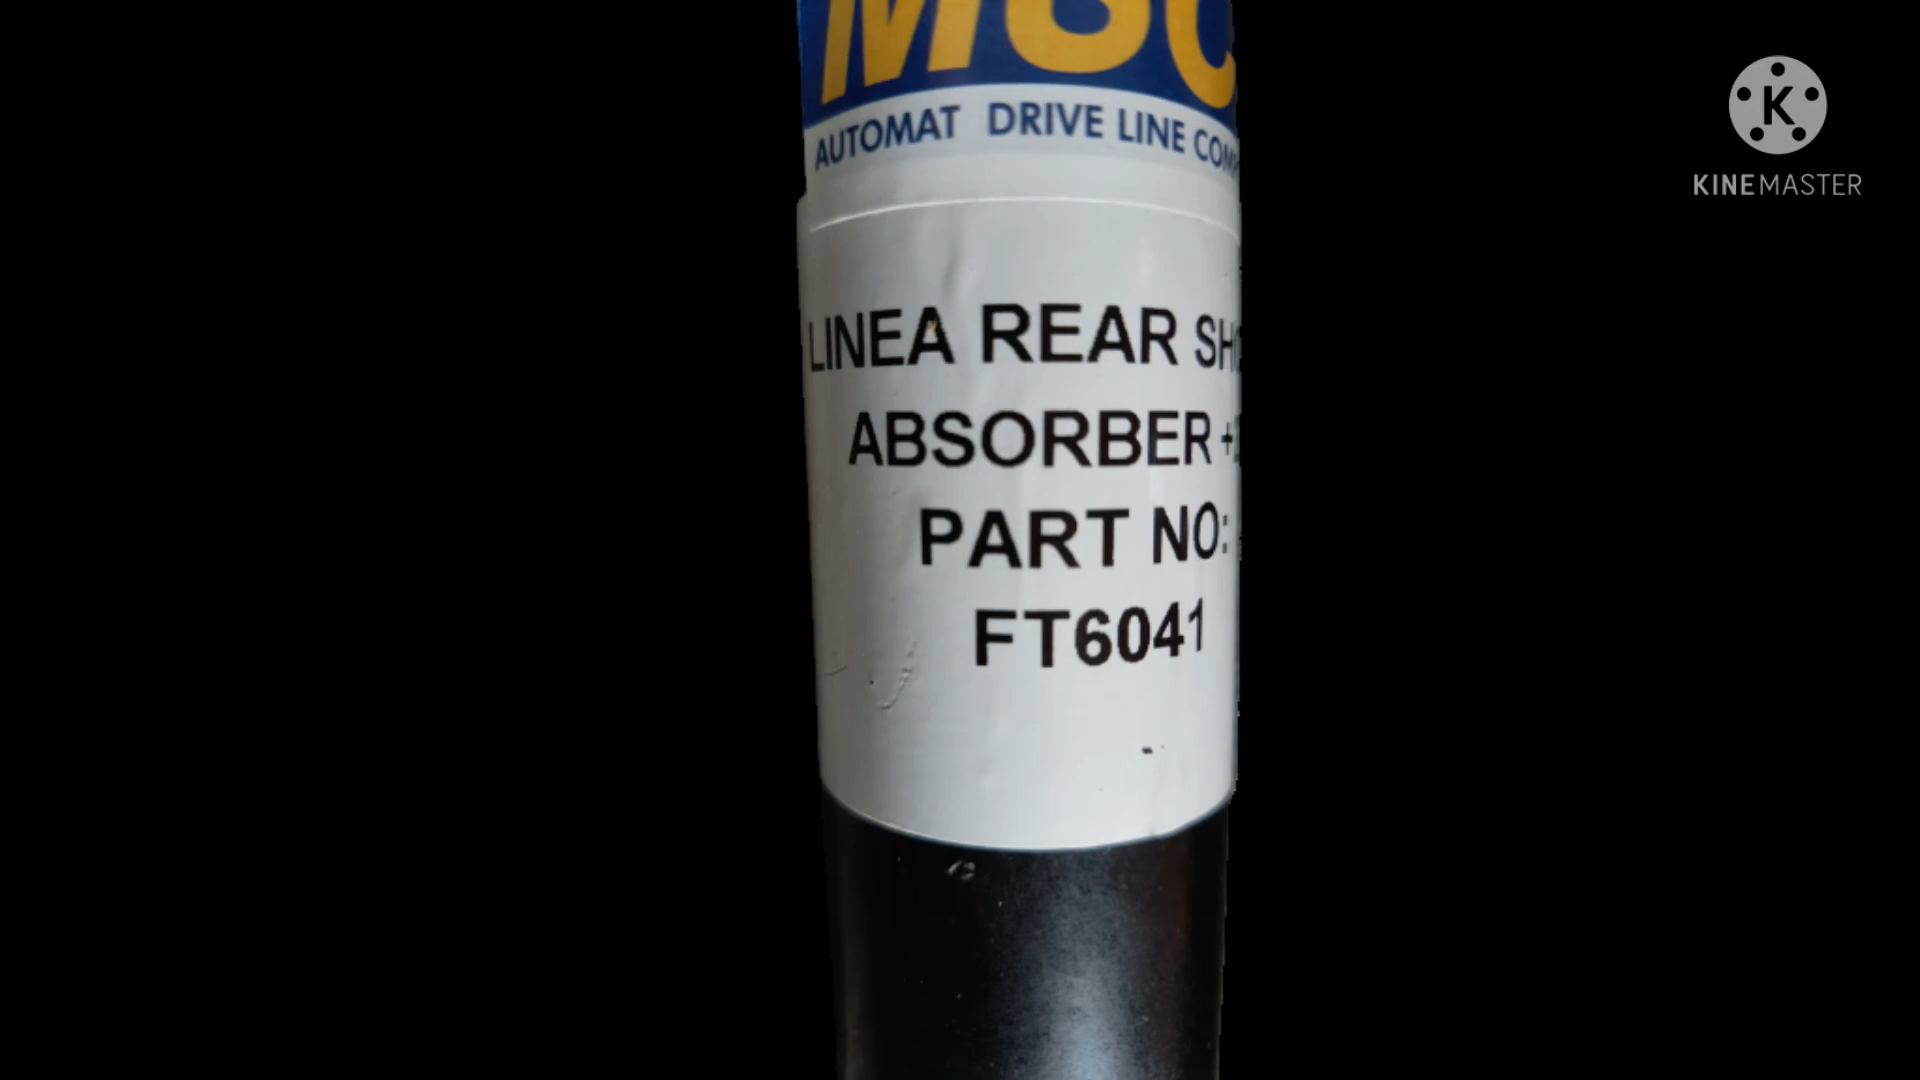 AUTOMAT DRIVE LINE
LINEA REAR
ABSORBER
PART NO:
FT6041
KINEMASTER